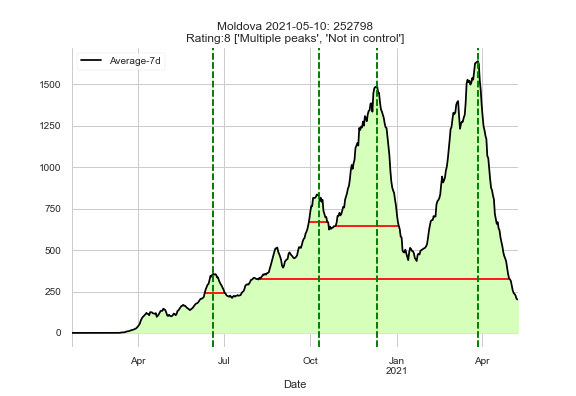 Moldova 2021-05-10: 252798
Rating:8 ['Multiple peaks', 'Not in control']
Average-7d
1500
1250
1000
750
500
250
0
Apr
Jul
Oct
Jan
2021
Apr
Date